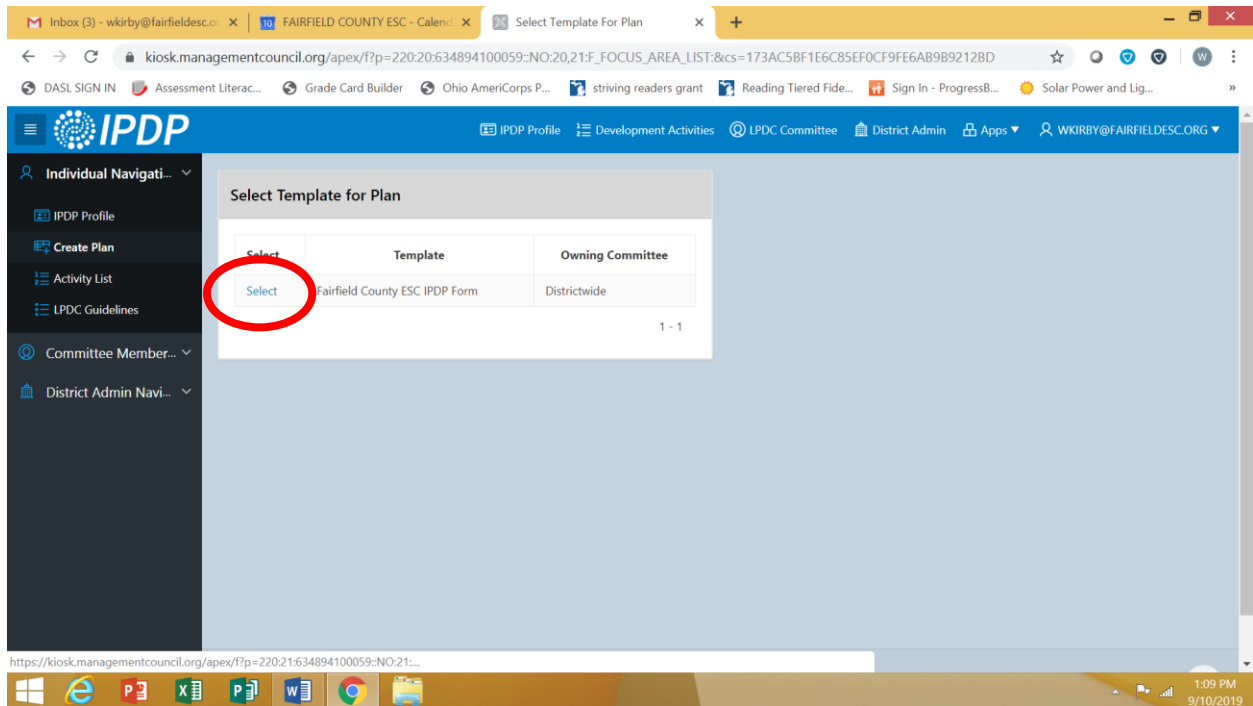 Inbox (3) - wkirby@fairfieldesc.or
FAIRFIELD COUNTY ESC - Calend
Select Template For Plan
kiosk.managementcouncil.org/apex/f?p=220:20:634894100059::NO:20,21:F_FOCUS_AREA_LIST:&cs=173AC5BF1E6C85EF0CF9FE6AB9B9212BD
W
DASL SIGN IN
Assessment Literac...
Grade Card Builder
Ohio AmeriCorps P...
striving readers grant
Reading Tiered Fide...
Sign In - ProgressB...
Solar Power and Lig...
»
IPDP
IPDP Profile
Development Activities
LPDC Committee
District Admin
Apps ▼
WKIRBY@FAIRFIELDESC.ORG ▼
Individual Navigati...
IPDP Profile
Create Plan
Activity List
LPDC Guidelines
Committee Member...
District Admin Navi...
Select Template for Plan
Select Template Owning Committee
Select Fairfield County ESC IPDP Form Districtwide
1 - 1
https://kiosk.managementcouncil.org/apex/f?p=220:21:634894100059::NO:21:...
1:09 PM
9/10/2019